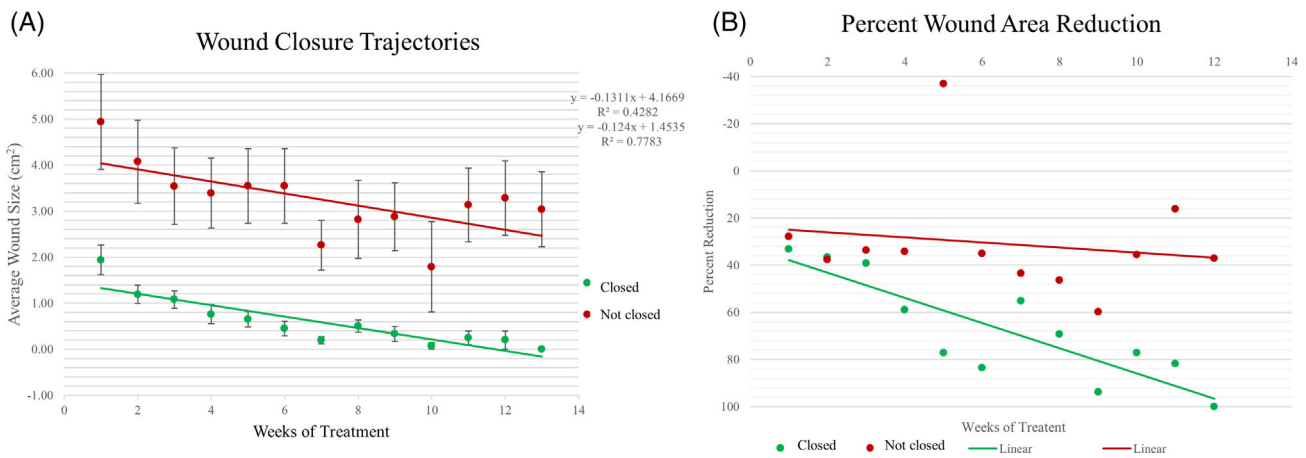 (A)
Wound Closure Trajectories
6.00
5.00
4.00
3.00
2.00
1.00
0.00
-1.00
Average Wound Size (cm²)
0 2 4 6 8 10 12 14
Weeks of Treatment
y = -0.1311x + 4.1669
R² = 0.4282
y = -0.124x + 1.4535
R² = 0.7783
Closed
Not closed
(B)
Percent Wound Area Reduction
0 2 4 6 8 10 12 14
-40
-20
0
20
40
60
80
100
Percent Reduction
Weeks of Treatent
Closed Not closed Linear Linear